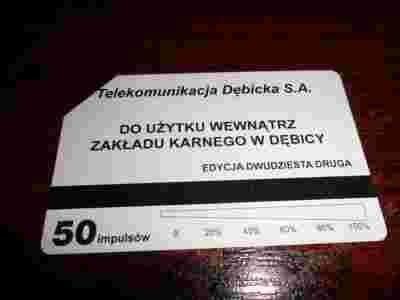 Telekomunikacja Dębicka S.A.
DO UŻYTKU WEWNĄTRZ
ZAKŁADU KARNEGO W DĘBICY
EDYCJA DWUDZIESTA DRUGA
50 impulsów
0 20% 40% 60% 80% 100%